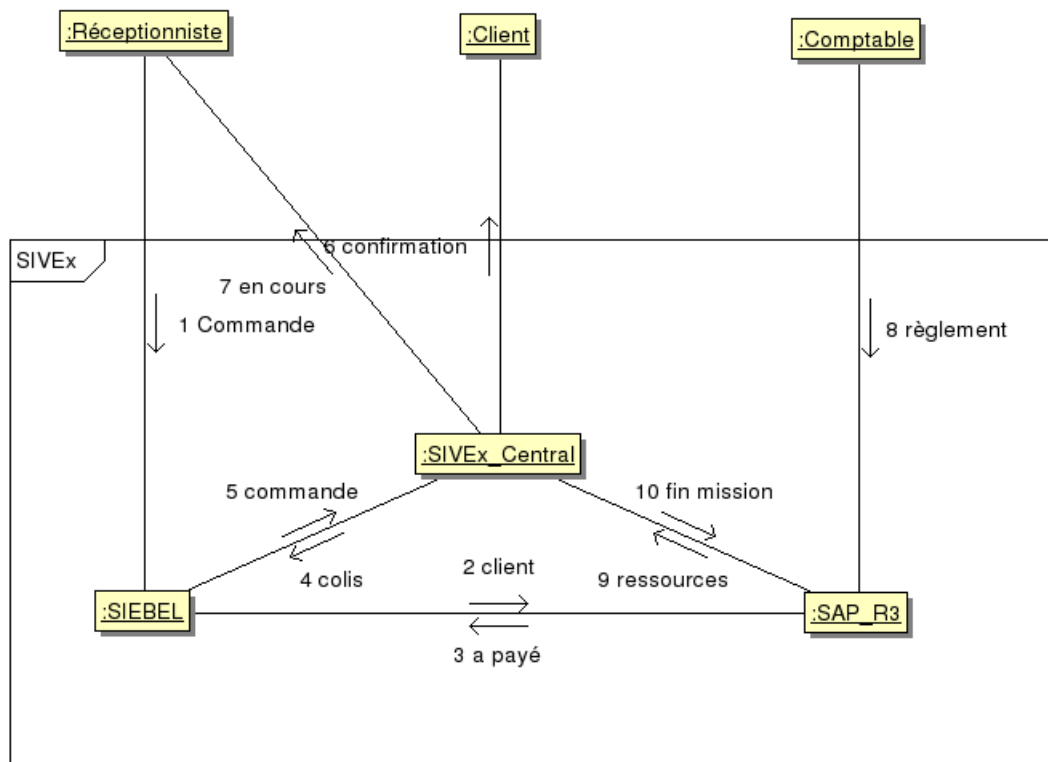 :Réceptionniste
:Client
:Comptable
SIVEx
6 confirmation
7 en cours
1 Commande
8 règlement
:SIVEx_Central
5 commande
10 fin mission
4 colis
2 client
9 ressources
:SIEBEL
:SAP_R3
3 a payé